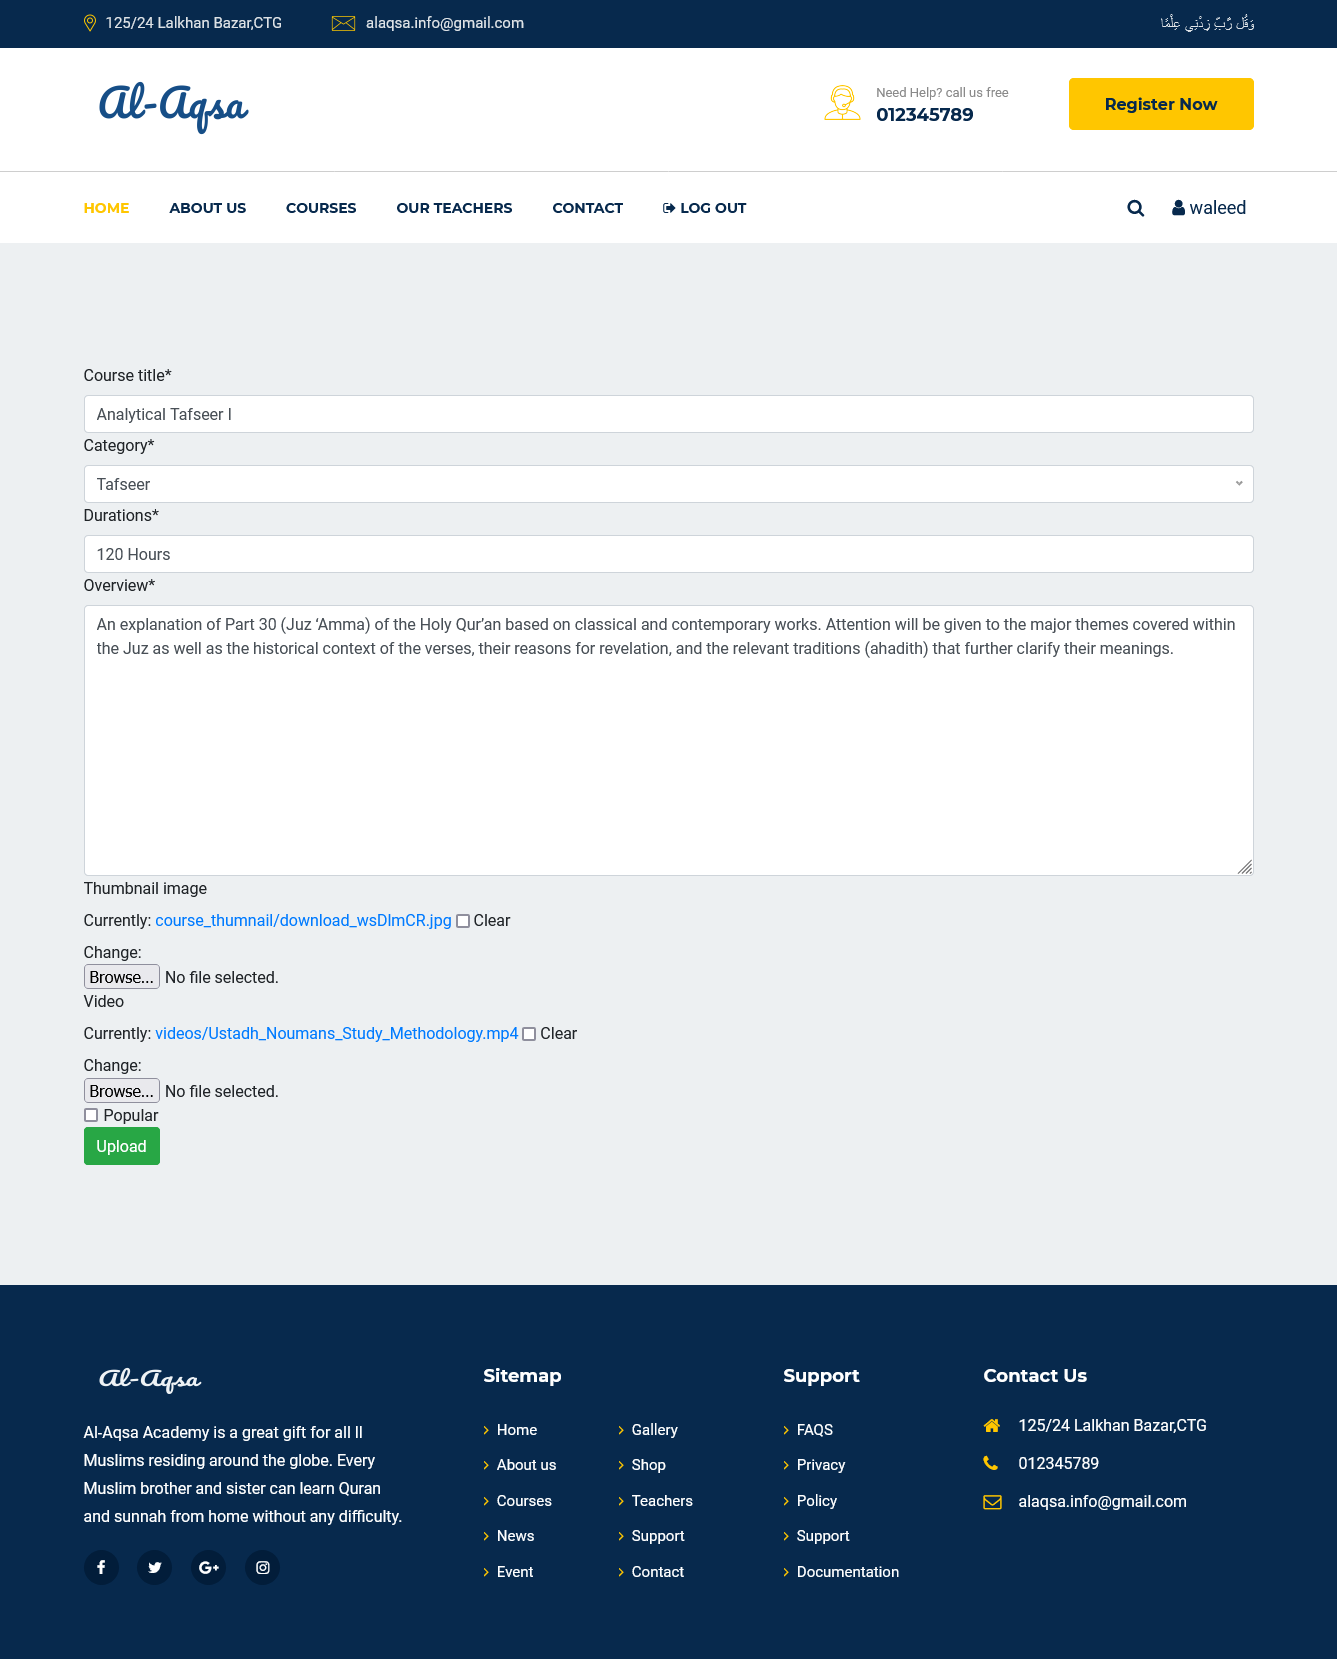 125/24 Lalkhan Bazar,CTG
alaqsa.info@gmail.com
وَقُل رَّبِّ زِدْنِي عِلْمًا
Al-Aqsa
Need Help? call us free
012345789
Register Now
HOME
ABOUT US
COURSES
OUR TEACHERS
CONTACT
LOG OUT
waleed
Course title*
Analytical Tafseer I
Category*
Tafseer
Durations*
120 Hours
Overview*
An explanation of Part 30 (Juz ‘Amma) of the Holy Qur’an based on classical and contemporary works. Attention will be given to the major themes covered within
the Juz as well as the historical context of the verses, their reasons for revelation, and the relevant traditions (ahadith) that further clarify their meanings.
Thumbnail image
Currently: course_thumnail/download_wsDlmCR.jpg Clear
Change:
Browse... No file selected.
Video
Currently: videos/Ustadh_Noumans_Study_Methodology.mp4 Clear
Change:
Browse... No file selected.
Popular
Upload
Al-Aqsa
Al-Aqsa Academy is a great gift for all ll
Muslims residing around the globe. Every
Muslim brother and sister can learn Quran
and sunnah from home without any difficulty.
Sitemap
Home
About us
Courses
News
Event
Gallery
Shop
Teachers
Support
Contact
Support
FAQS
Privacy
Policy
Support
Documentation
Contact Us
125/24 Lalkhan Bazar,CTG
012345789
alaqsa.info@gmail.com